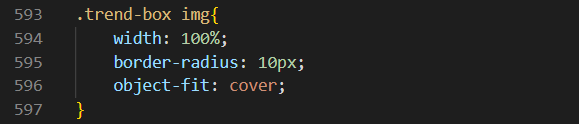 593 .trend-box img{
594 width: 100%;
595 border-radius: 10px;
596 object-fit: cover;
597 }